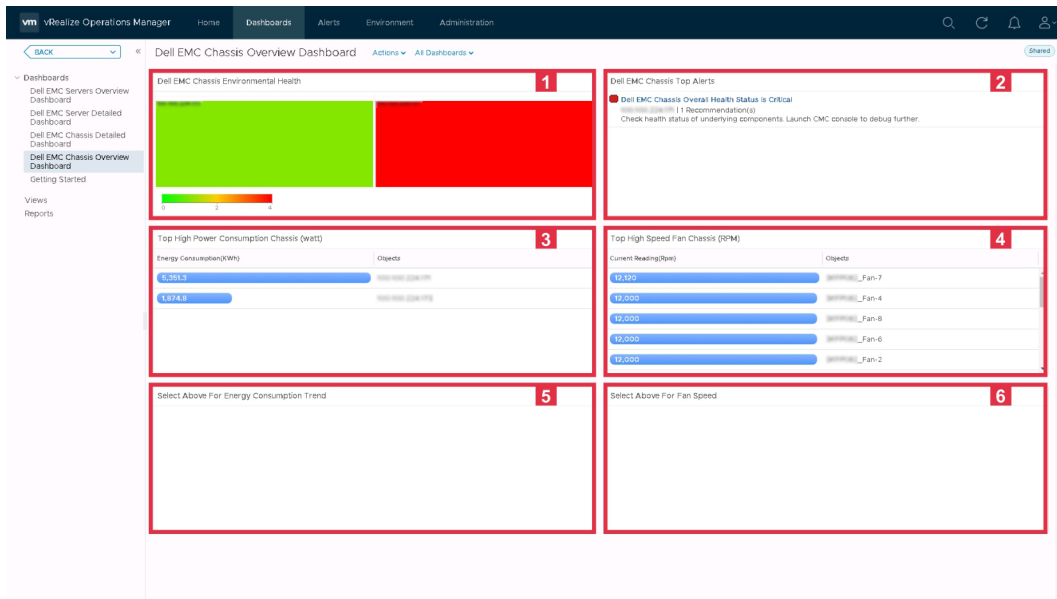 vm vRealize Operations Manager Home Dashboards Alerts Environment Administration
BACK
Dell EMC Chassis Overview Dashboard Actions All Dashboards Shared
Dashboards
Dell EMC Servers Overview
Dashboard
Dell EMC Server Detailed
Dashboard
Dell EMC Chassis Detailed
Dashboard
Dell EMC Chassis Overview
Dashboard
Getting Started
Views
Reports
Dell EMC Chassis Environmental Health 1
0 2 4
Dell EMC Chassis Top Alerts 2
Dell EMC Chassis Overall Health Status is Critical
| 1 Recommendation(s)
Check health status of underlying components. Launch CMC console to debug further.
Top High Power Consumption Chassis (watt) 3
Energy Consumption(KWh) Objects
5,351.3
1,874.8
Top High Speed Fan Chassis (RPM) 4
Current Reading(Rpm) Objects
12,120 _Fan-7
12,000 _Fan-4
12,000 _Fan-8
12,000 _Fan-6
12,000 _Fan-2
Select Above For Energy Consumption Trend 5
Select Above For Fan Speed 6